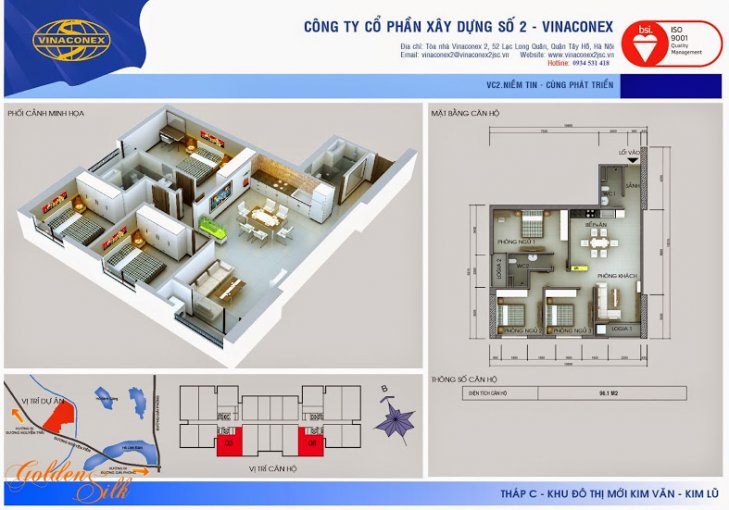 VINACONEX
CÔNG TY CỔ PHẦN XÂY DỰNG SỐ 2 - VINACONEX
Địa chỉ: Tòa nhà Vinaconex 2, 52 Lạc Long Quân, Quận Tây Hồ, Hà Nội
Email: vinaconex2@vinaconex2jsc.vn Website: www.vinaconex2jsc.vn
Hotline: 0934 531 418
bsi.
ISO
9001
Quality
Management
VC2.NIỀM TIN - CÙNG PHÁT TRIỂN
PHỐI CẢNH MINH HỌA
MẶT BẰNG CĂN HỘ
LỐI VÀO
WC1
SẢNH
BẾP+ĂN
PHÒNG NGỦ 1
LOGIA 2
WC2
PHÒNG KHÁCH
PHÒNG NGỦ 2
PHÒNG NGỦ 3
LOGIA 1
THÔNG SỐ CĂN HỘ
DIỆN TÍCH CĂN HỘ
96.1 M2
VỊ TRÍ DỰ ÁN
B
VỊ TRÍ CĂN HỘ
Golden
Silk
THÁP C - KHU ĐÔ THỊ MỚI KIM VĂN - KIM LŨ